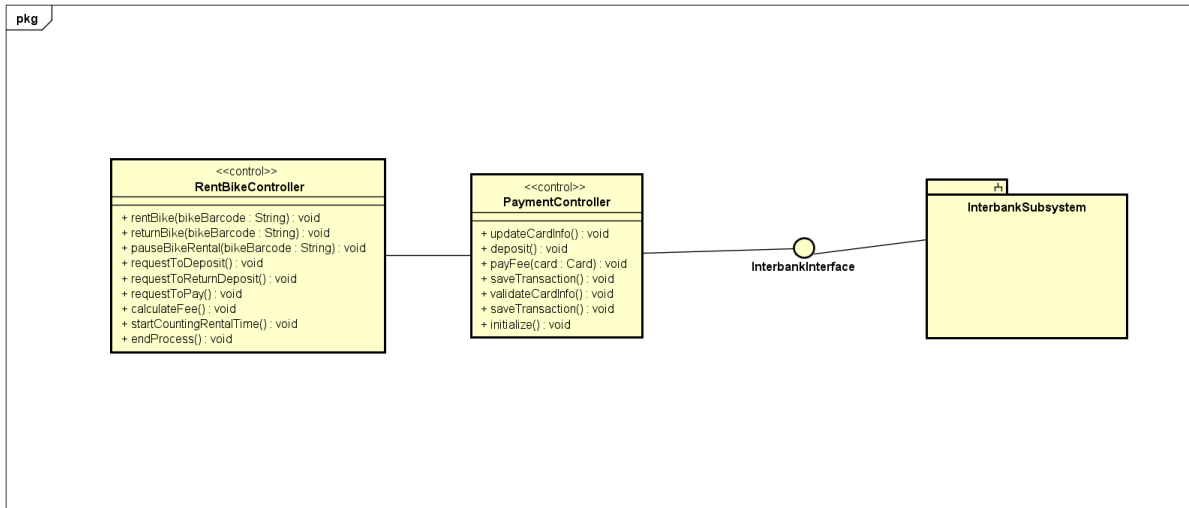 pkg
<<control>>
RentBikeController
+ rentBike(bikeBarcode : String) : void
+ returnBike(bikeBarcode : String) : void
+ pauseBikeRental(bikeBarcode : String) : void
+ requestToDeposit() : void
+ requestToReturnDeposit() : void
+ requestToPay() : void
+ calculateFee() : void
+ startCountingRentalTime() : void
+ endProcess() : void
<<control>>
PaymentController
+ updateCardInfo() : void
+ deposit() : void
+ payFee(card : Card) : void
+ saveTransaction() : void
+ validateCardInfo() : void
+ saveTransaction() : void
+ initialize() : void
InterbankInterface
InterbankSubsystem